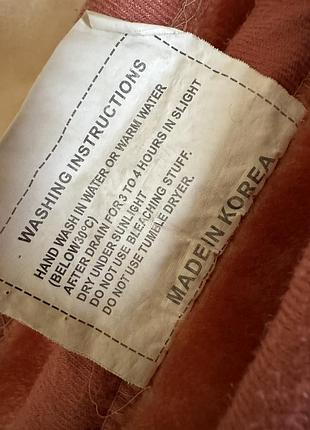 WASHING INSTRUCTIONS
HAND WASH IN WATER OR WARM WATER
(BELOW30°C)
AFTER DRAIN FOR 3 TO 4 HOURS IN SLIGHT
DRY UNDER SUNLIGHT
DO NOT USE BLEACHING STUFF.
DO NOT USE TUMBLE DRYER.
MADE IN KOREA